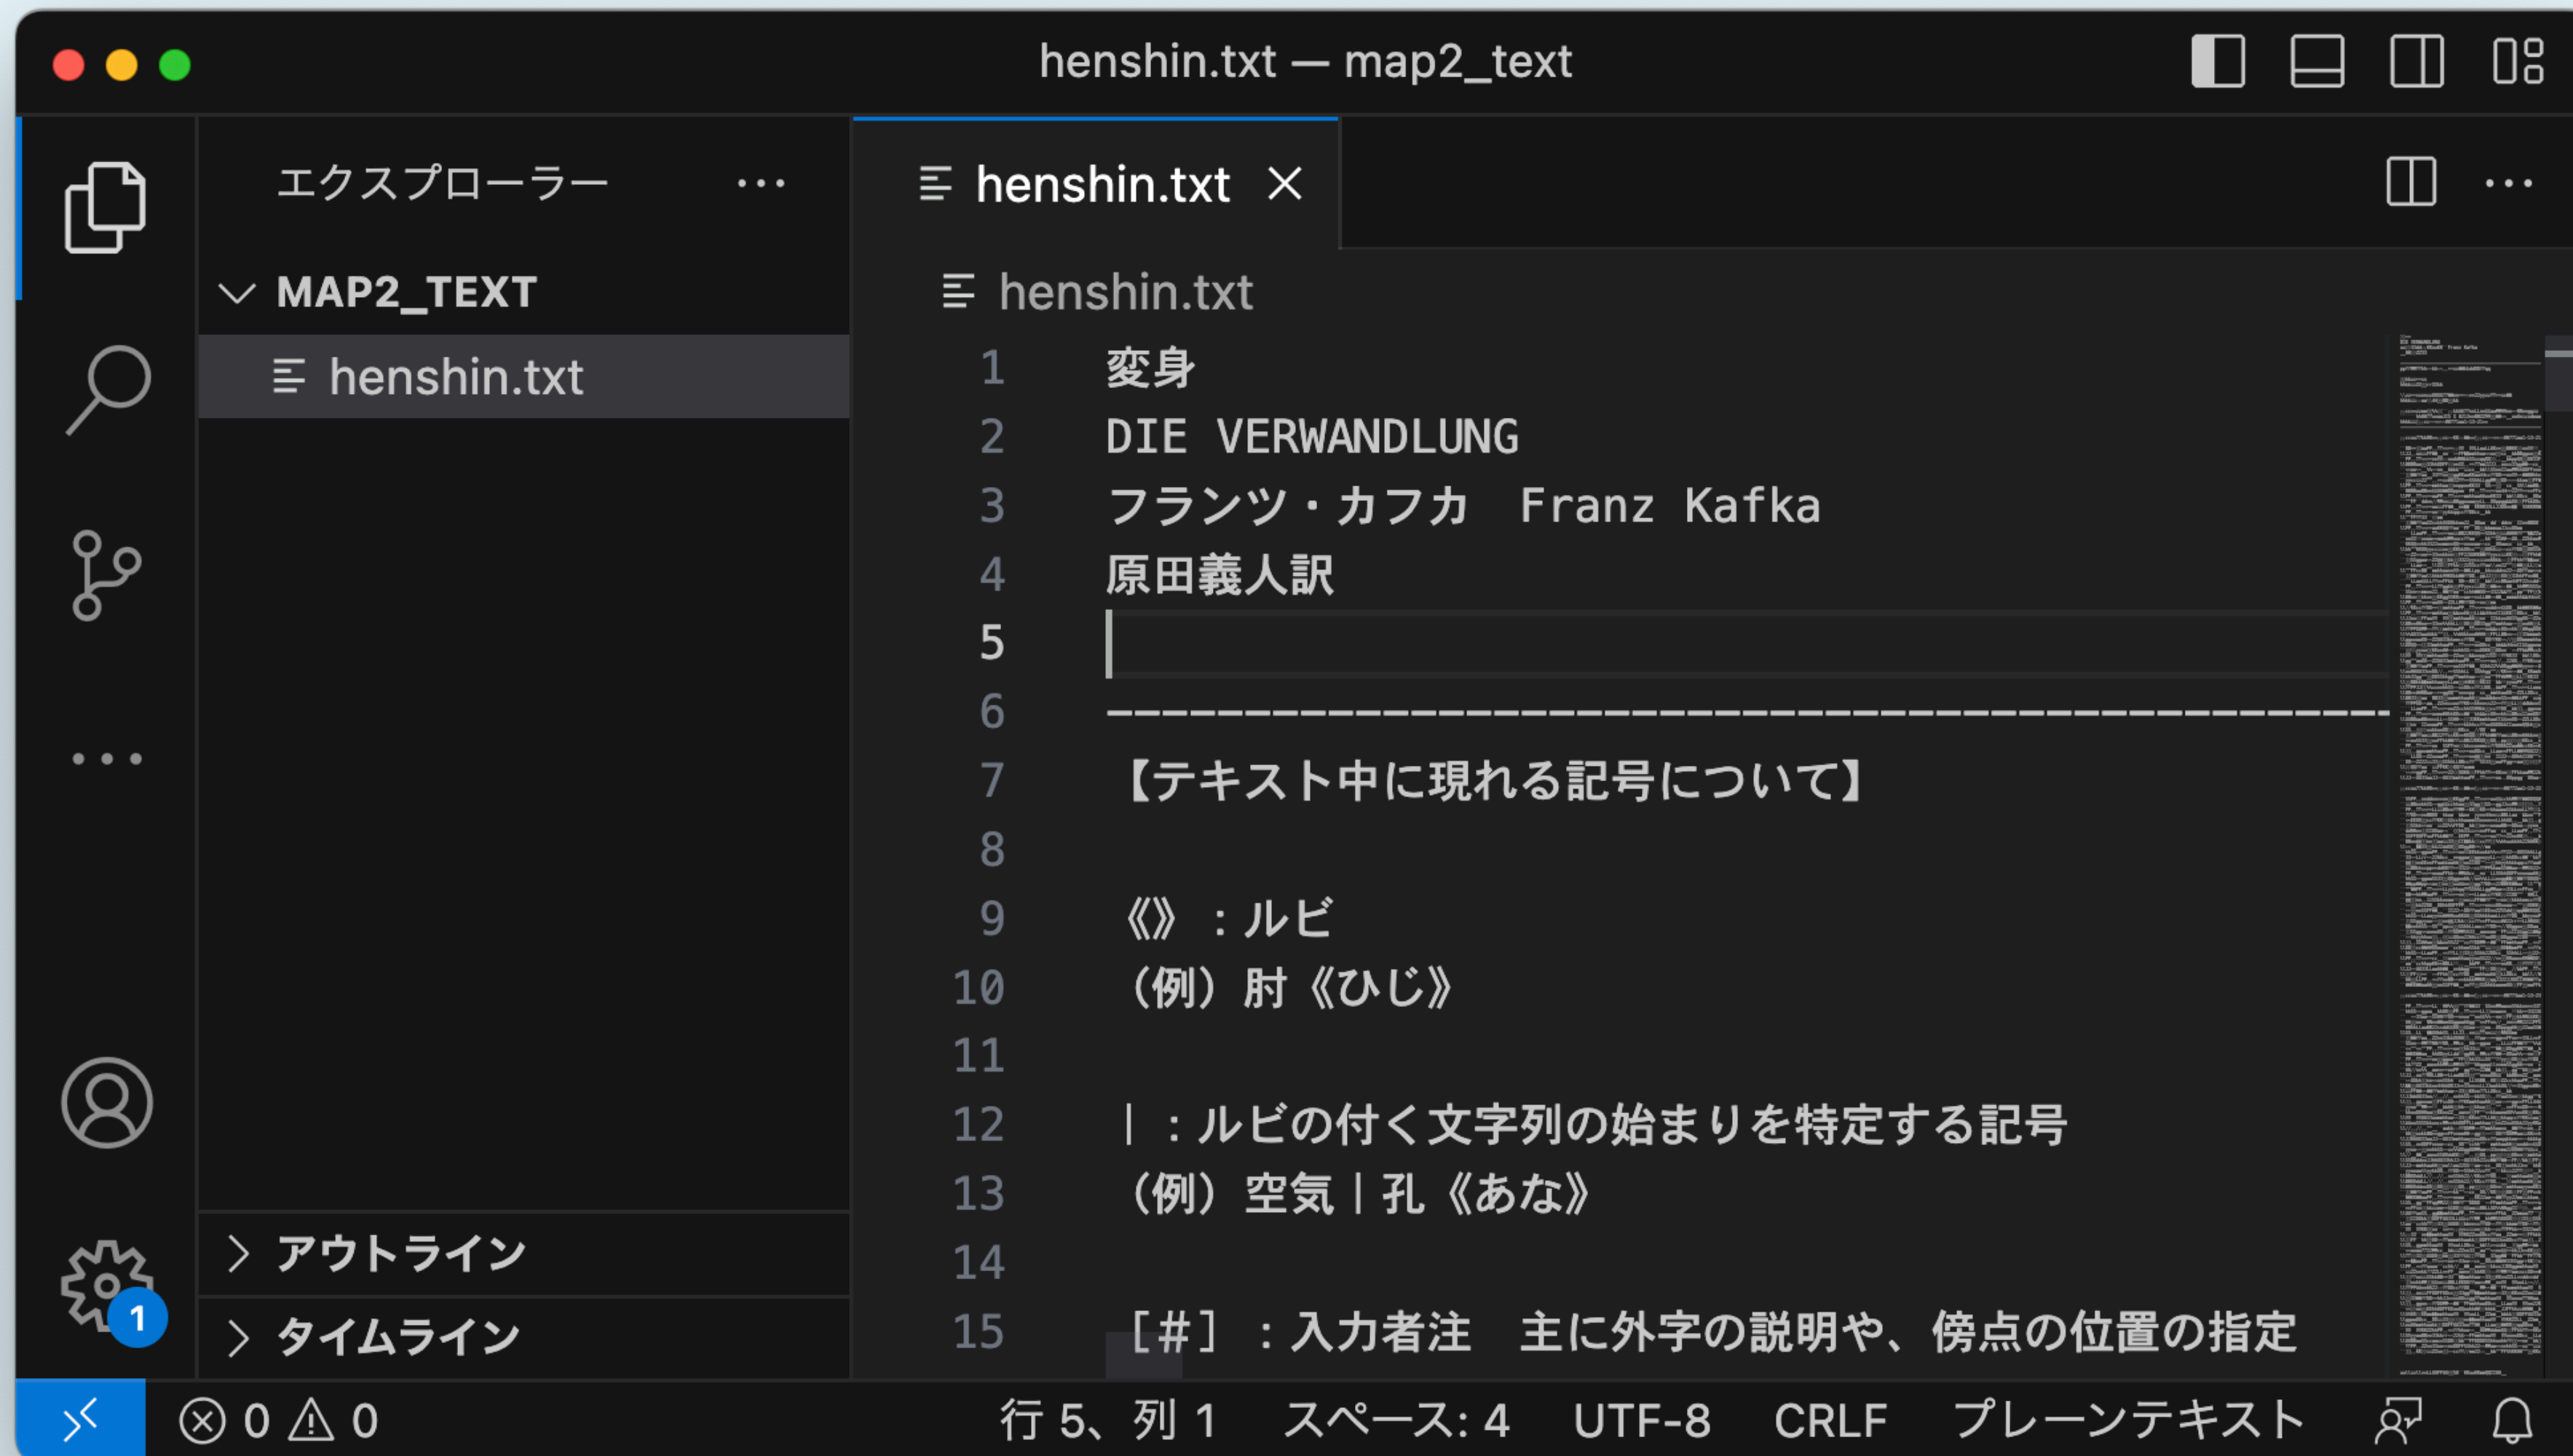 henshin.txt — map2_text
エクスプローラー
henshin.txt
MAP2_TEXT
henshin.txt
アウトライン
タイムライン
henshin.txt
1 変身
2 DIE VERWANDLUNG
3 フランツ・カフカ　Franz Kafka
4 原田義人訳
5
6 -----------------------------------------------
7 【テキスト中に現れる記号について】
8
9 《》：ルビ
10 （例）肘《ひじ》
11
12 ｜：ルビの付く文字列の始まりを特定する記号
13 （例）空気｜孔《あな》
14
15 ［＃］：入力者注　主に外字の説明や、傍点の位置の指定
1
0 0
行 5、列 1 スペース: 4 UTF-8 CRLF プレーンテキスト